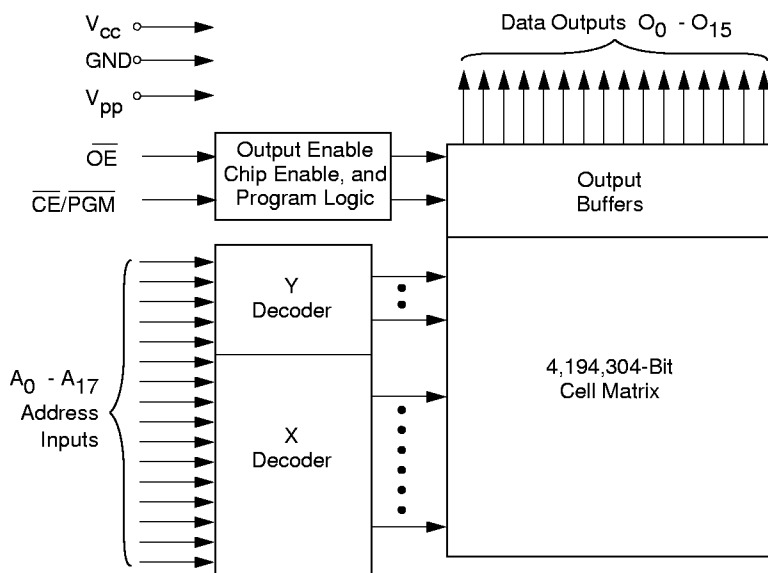 Vcc
GND
Vpp
OE
CE/PGM
Output Enable
Chip Enable, and
Program Logic
Data Outputs O0 - O15
Output
Buffers
Y
Decoder
X
Decoder
A0 - A17
Address
Inputs
4,194,304-Bit
Cell Matrix